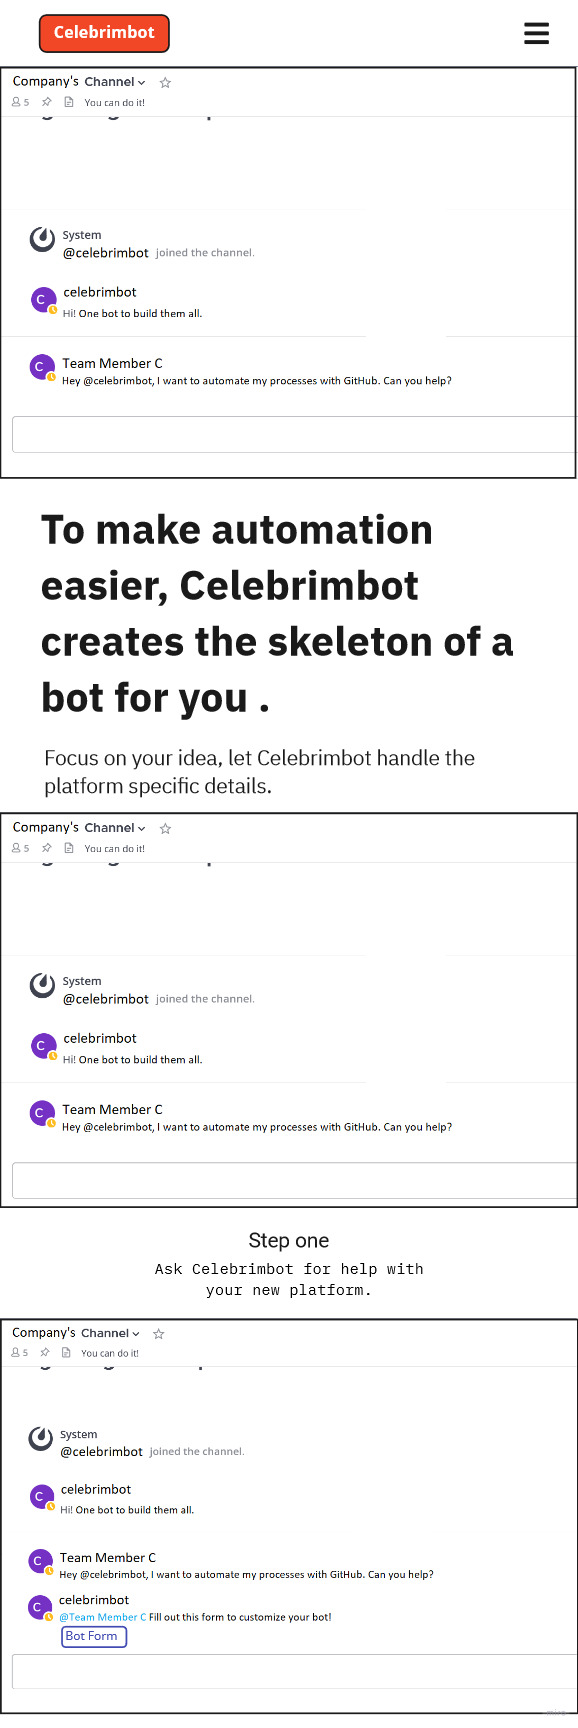 Celebrimbot
Company's Channel
5 You can do it!
System
@celebrimbot joined the channel.
C
celebrimbot
Hi! One bot to build them all.
C
Team Member C
Hey @celebrimbot, I want to automate my processes with GitHub. Can you help?
To make automation
easier, Celebrimbot
creates the skeleton of a
bot for you .
Focus on your idea, let Celebrimbot handle the
platform specific details.
Company's Channel
5 You can do it!
System
@celebrimbot joined the channel.
C
celebrimbot
Hi! One bot to build them all.
C
Team Member C
Hey @celebrimbot, I want to automate my processes with GitHub. Can you help?
Step one
Ask Celebrimbot for help with
your new platform.
Company's Channel
5 You can do it!
System
@celebrimbot joined the channel.
C
celebrimbot
Hi! One bot to build them all.
C
Team Member C
Hey @celebrimbot, I want to automate my processes with GitHub. Can you help?
C
celebrimbot
@Team Member C Fill out this form to customize your bot!
Bot Form